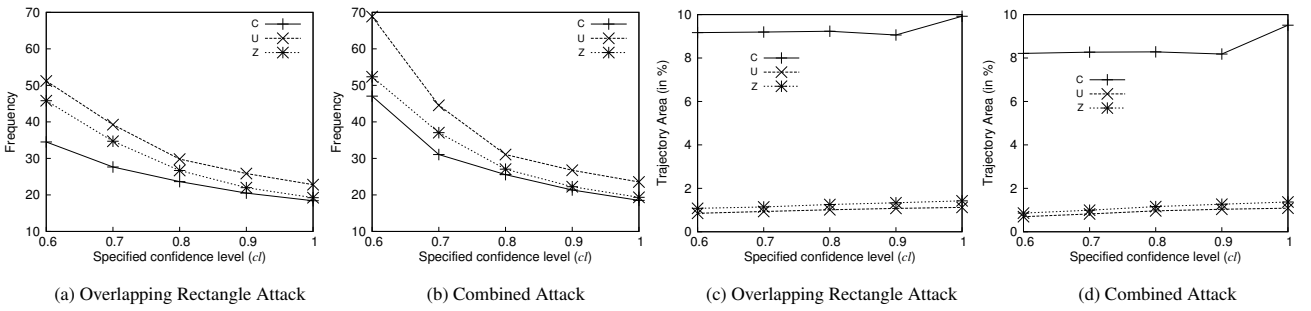 70
60
50
40
30
20
10
0.6 0.7 0.8 0.9 1
Frequency
Specified confidence level (cl)
C
U
Z
(a) Overlapping Rectangle Attack
70
60
50
40
30
20
10
0.6 0.7 0.8 0.9 1
Frequency
Specified confidence level (cl)
C
U
Z
(b) Combined Attack
10
8
6
4
2
0
0.6 0.7 0.8 0.9 1
Trajectory Area (in %)
Specified confidence level (cl)
C
U
Z
(c) Overlapping Rectangle Attack
10
8
6
4
2
0
0.6 0.7 0.8 0.9 1
Trajectory Area (in %)
Specified confidence level (cl)
C
U
Z
(d) Combined Attack